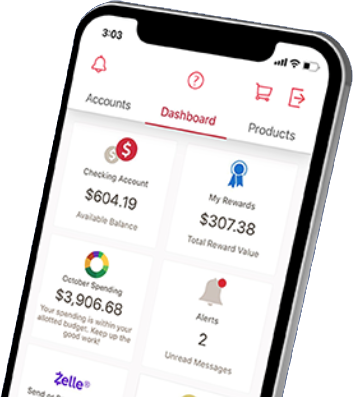 3:03
Accounts
Dashboard
Products
Checking Account
$604.19
Available Balance
My Rewards
$307.38
Total Reward Value
October Spending
$3,906.68
Your spending is within your
allotted budget. Keep up the
good work!
Alerts
2
Unread Messages
Zelle®
Send or